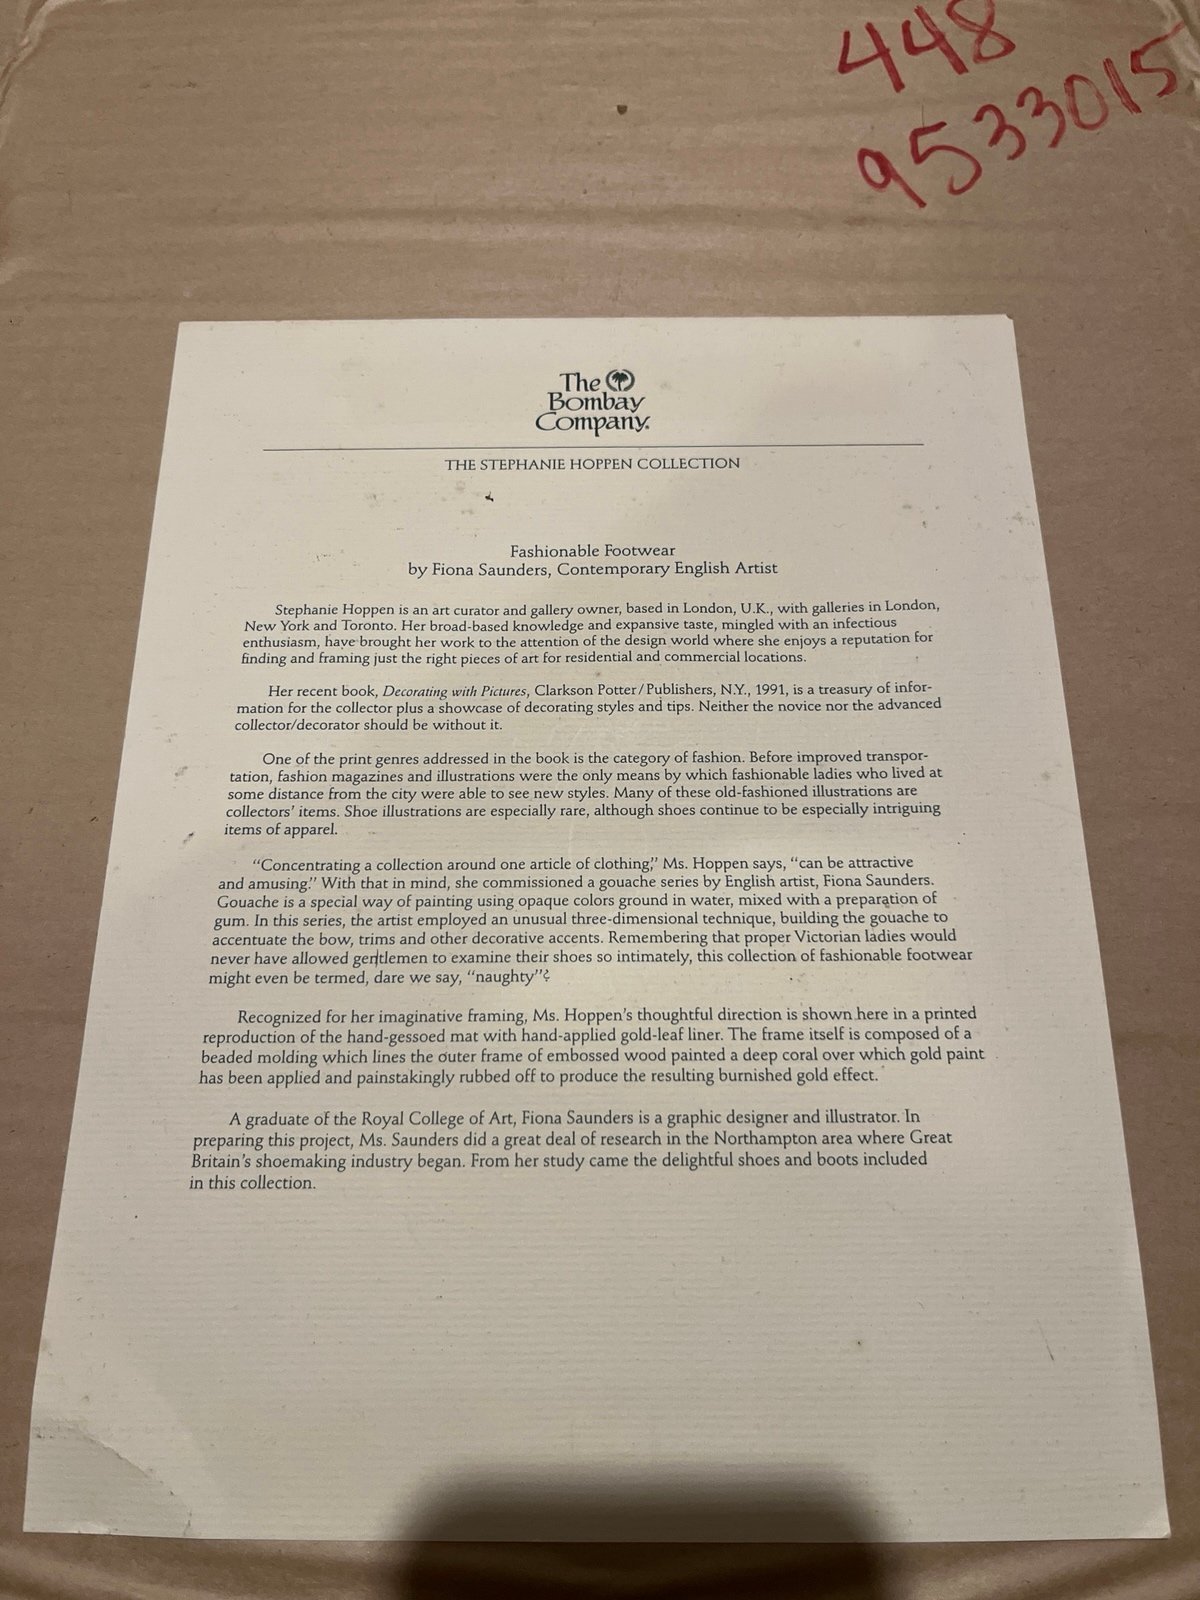 448
9533015
The
Bombay
Company®
THE STEPHANIE HOPPEN COLLECTION
Fashionable Footwear
by Fiona Saunders, Contemporary English Artist
Stephanie Hoppen is an art curator and gallery owner, based in London, U.K., with galleries in London,
New York and Toronto. Her broad-based knowledge and expansive taste, mingled with an infectious
enthusiasm, have brought her work to the attention of the design world where she enjoys a reputation for
finding and framing just the right pieces of art for residential and commercial locations.
Her recent book, Decorating with Pictures, Clarkson Potter/Publishers, N.Y., 1991, is a treasury of infor-
mation for the collector plus a showcase of decorating styles and tips. Neither the novice nor the advanced
collector/decorator should be without it.
One of the print genres addressed in the book is the category of fashion. Before improved transpor-
tation, fashion magazines and illustrations were the only means by which fashionable ladies who lived at
some distance from the city were able to see new styles. Many of these old-fashioned illustrations are
collectors' items. Shoe illustrations are especially rare, although shoes continue to be especially intriguing
items of apparel.
"Concentrating a collection around one article of clothing," Ms. Hoppen says, "can be attractive
and amusing." With that in mind, she commissioned a gouache series by English artist, Fiona Saunders.
Gouache is a special way of painting using opaque colors ground in water, mixed with a preparation of
gum. In this series, the artist employed an unusual three-dimensional technique, building the gouache to
accentuate the bow, trims and other decorative accents. Remembering that proper Victorian ladies would
never have allowed gentlemen to examine their shoes so intimately, this collection of fashionable footwear
might even be termed, dare we say, "naughty"?
Recognized for her imaginative framing, Ms. Hoppen's thoughtful direction is shown here in a printed
reproduction of the hand-gessoed mat with hand-applied gold-leaf liner. The frame itself is composed of a
beaded molding which lines the outer frame of embossed wood painted a deep coral over which gold paint
has been applied and painstakingly rubbed off to produce the resulting burnished gold effect.
A graduate of the Royal College of Art, Fiona Saunders is a graphic designer and illustrator. In
preparing this project, Ms. Saunders did a great deal of research in the Northampton area where Great
Britain's shoemaking industry began. From her study came the delightful shoes and boots included
in this collection.